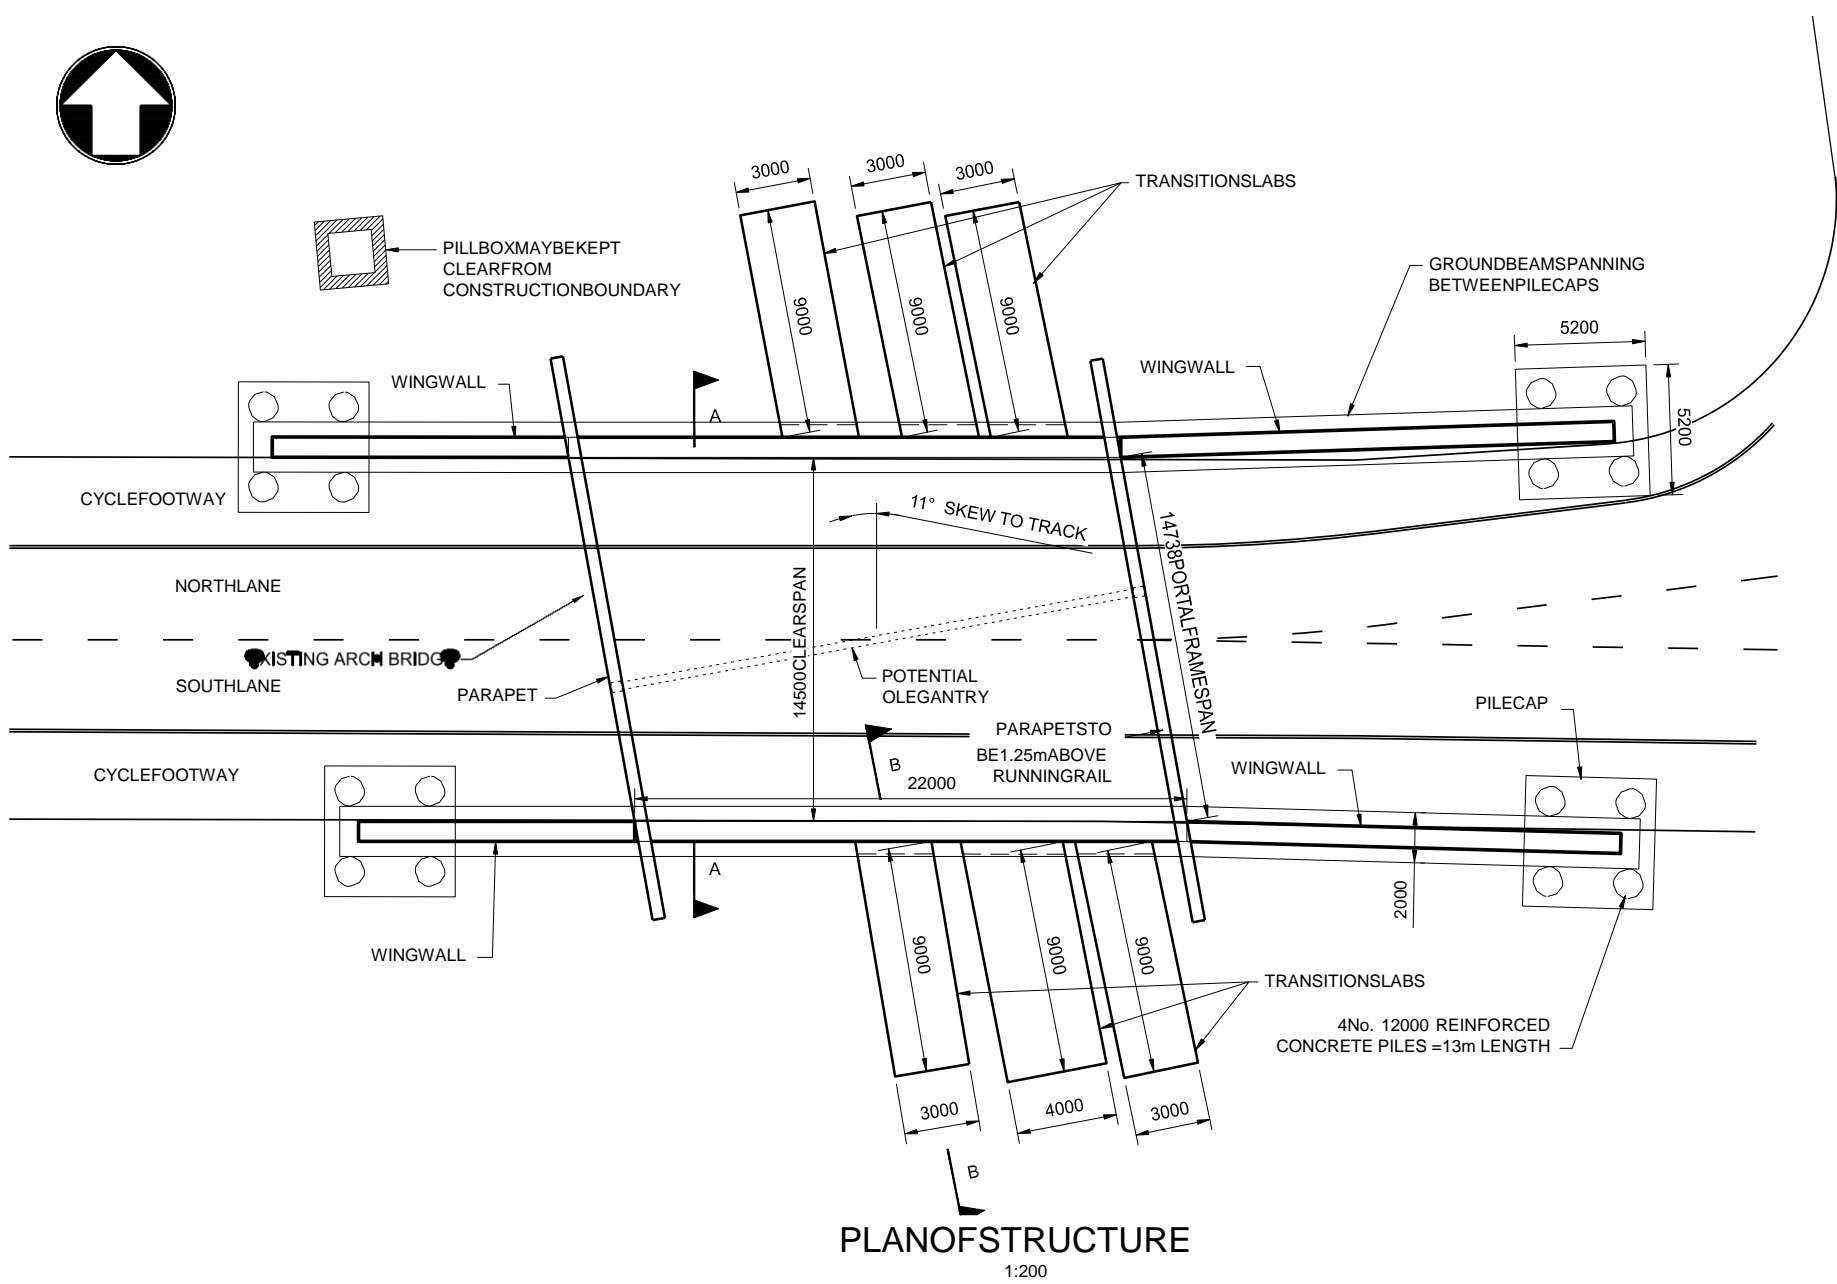 3000
3000
3000
TRANSITIONSLABS
PILLBOXMAYBEKEPT
CLEARFROM
CONSTRUCTIONBOUNDARY
GROUNDBEAMSPANNING
BETWEENPILECAPS
9000
9000
9000
5200
5200
WINGWALL
WINGWALL
A
CYCLEFOOTWAY
11° SKEW TO TRACK
14738PORTALFRAMESPAN
NORTHLANE
14500CLEARSPAN
EXISTING ARCH BRIDGE
SOUTHLANE
PARAPET
POTENTIAL
OLEGANTRY
PILECAP
PARAPETSTO
BE1.25mABOVE
RUNNINGRAIL
B
22000
WINGWALL
CYCLEFOOTWAY
A
2000
WINGWALL
9000
9000
9000
TRANSITIONSLABS
4No. 12000 REINFORCED
CONCRETE PILES =13m LENGTH
3000
4000
3000
B
PLANOFSTRUCTURE
1:200